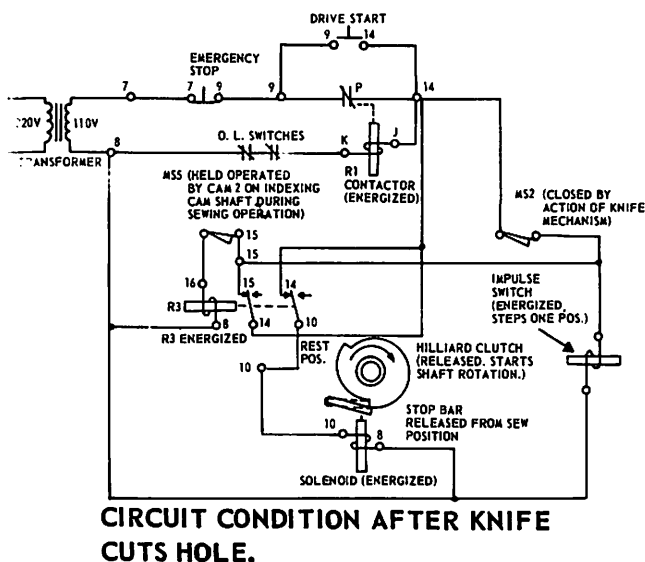 DRIVE START
9 14
EMERGENCY
STOP
7 7 9 9 P 14
220V 110V
8 O. L. SWITCHES K J
TRANSFORMER
R1
CONTACTOR
(ENERGIZED)
MS5 (HELD OPERATED
BY CAM 2 ON INDEXING
CAM SHAFT DURING
SEWING OPERATION)
MS2 (CLOSED BY
ACTION OF KNIFE
MECHANISM)
15
15
16 15 14
R3
8 14 10
R3 ENERGIZED
REST
POS.
IMPULSE
SWITCH
(ENERGIZED,
STEPS ONE POS.)
HILLIARD CLUTCH
(RELEASED. STARTS
SHAFT ROTATION.)
10
STOP BAR
RELEASED FROM SEW
POSITION
10 8
SOLENOID (ENERGIZED)
CIRCUIT CONDITION AFTER KNIFE
CUTS HOLE.